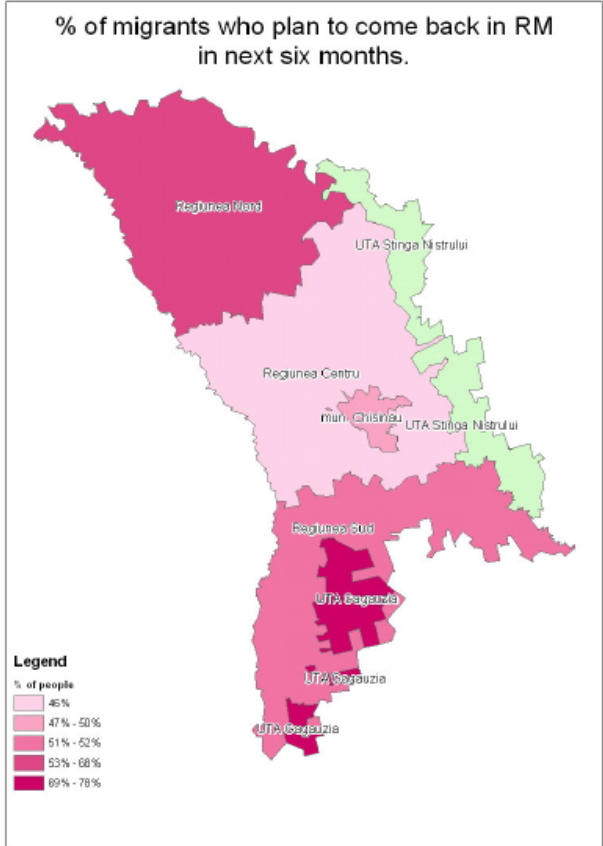 % of migrants who plan to come back in RM
in next six months.
Regiunea Nord
UTA Stinga Nistrului
Regiunea Centru
mun. Chisinau
UTA Stinga Nistrului
Regiunea Sud
UTA Gagauzia
UTA Gagauzia
UTA Gagauzia
Legend
% of people
46%
47% - 50%
51% - 52%
53% - 68%
69% - 78%